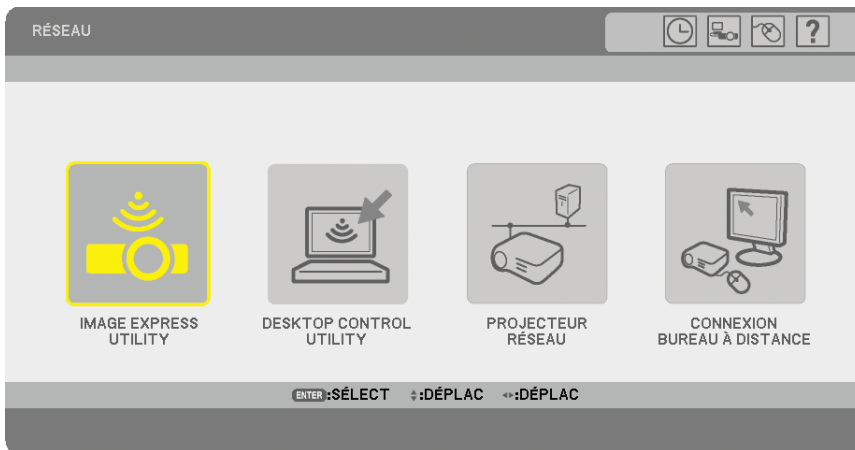 RÉSEAU
?
IMAGE EXPRESS
UTILITY
DESKTOP CONTROL
UTILITY
PROJECTEUR
RÉSEAU
CONNEXION
BUREAU À DISTANCE
ENTER:SÉLECT :DÉPLAC :DÉPLAC